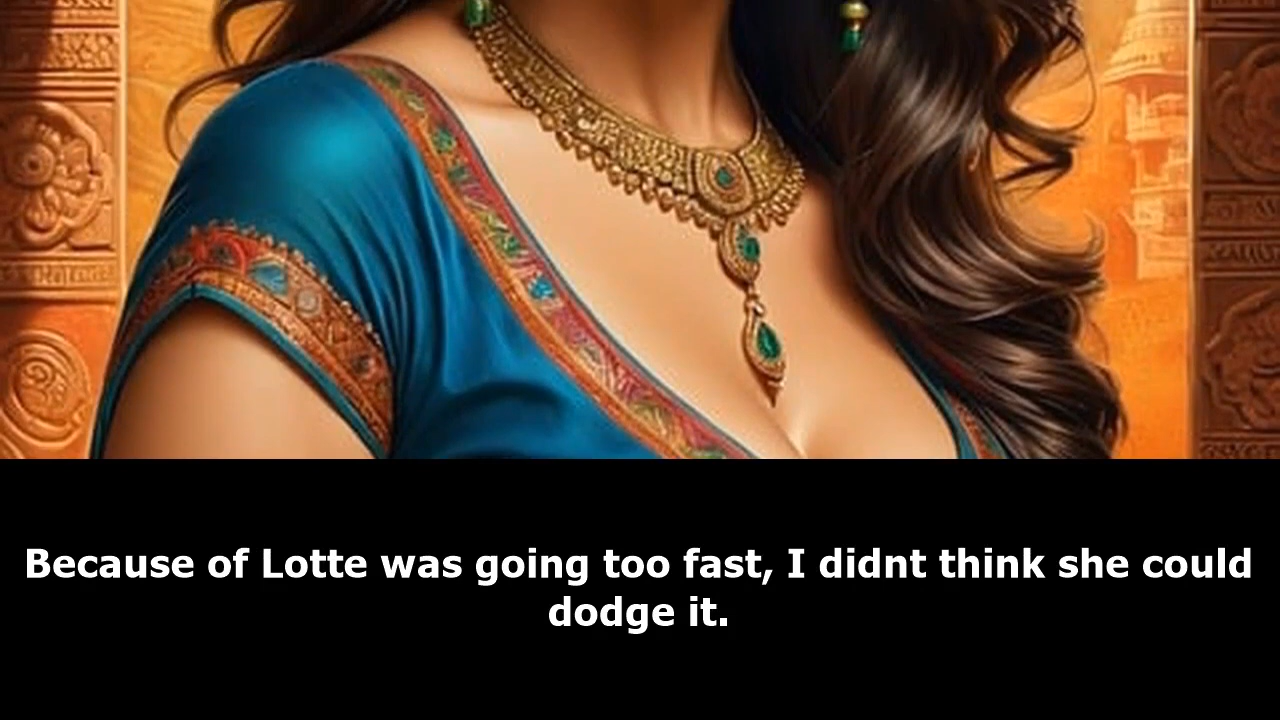 Because of Lotte was going too fast, I didnt think she could
dodge it.